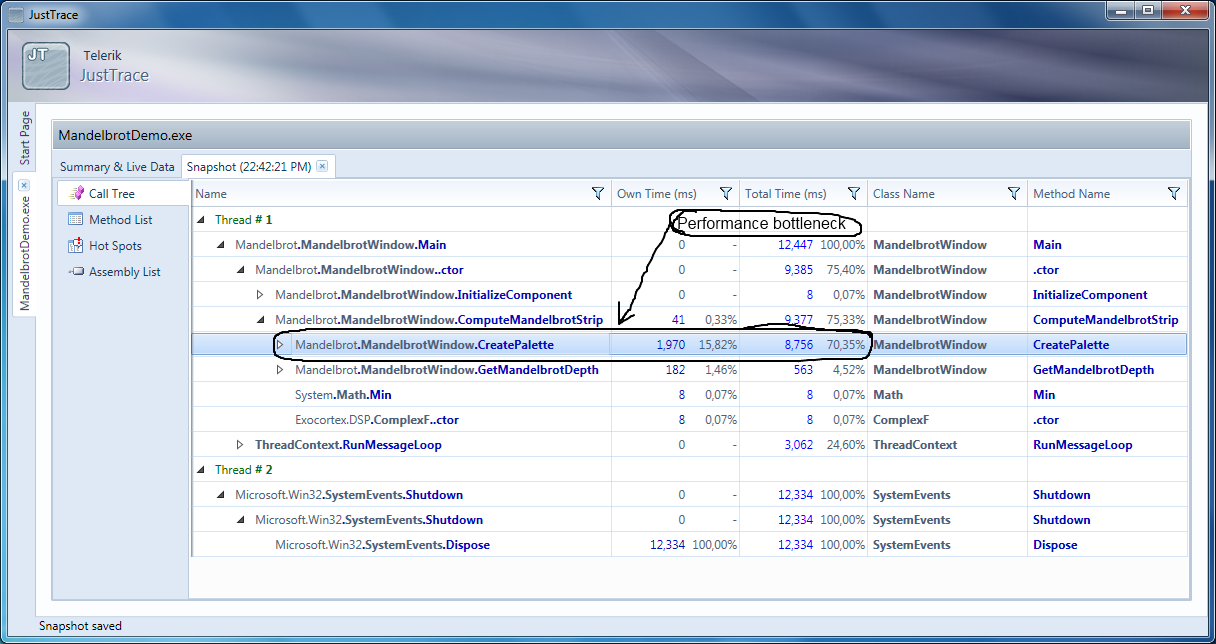 JustTrace
JT
Telerik
JustTrace
Start Page
MandelbrotDemo.exe
MandelbrotDemo.exe
Summary & Live Data Snapshot (22:42:21 PM)
Call Tree
Method List
Hot Spots
Assembly List
Name Own Time (ms) Total Time (ms) Class Name Method Name
Thread # 1
Performance bottleneck
Mandelbrot.MandelbrotWindow.Main 0 - 12,447 100,00% MandelbrotWindow Main
Mandelbrot.MandelbrotWindow..ctor 0 - 9,385 75,40% MandelbrotWindow .ctor
Mandelbrot.MandelbrotWindow.InitializeComponent 0 - 8 0,07% MandelbrotWindow InitializeComponent
Mandelbrot.MandelbrotWindow.ComputeMandelbrotStrip 41 0,33% 9,377 75,33% MandelbrotWindow ComputeMandelbrotStrip
Mandelbrot.MandelbrotWindow.CreatePalette 1,970 15,82% 8,756 70,35% MandelbrotWindow CreatePalette
Mandelbrot.MandelbrotWindow.GetMandelbrotDepth 182 1,46% 563 4,52% MandelbrotWindow GetMandelbrotDepth
System.Math.Min 8 0,07% 8 0,07% Math Min
Exocortex.DSP.ComplexF..ctor 8 0,07% 8 0,07% ComplexF .ctor
ThreadContext.RunMessageLoop 0 - 3,062 24,60% ThreadContext RunMessageLoop
Thread # 2
Microsoft.Win32.SystemEvents.Shutdown 0 - 12,334 100,00% SystemEvents Shutdown
Microsoft.Win32.SystemEvents.Shutdown 0 - 12,334 100,00% SystemEvents Shutdown
Microsoft.Win32.SystemEvents.Dispose 12,334 100,00% 12,334 100,00% SystemEvents Dispose
Snapshot saved